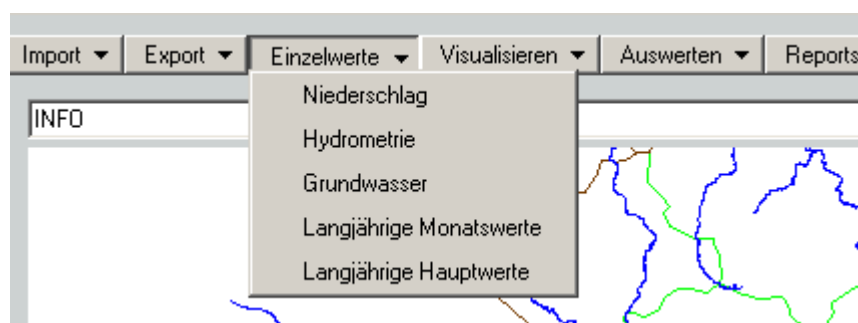 Import Export Einzelwerte Visualisieren Auswerten Reports
INFO
Niederschlag
Hydrometrie
Grundwasser
Langjährige Monatswerte
Langjährige Hauptwerte